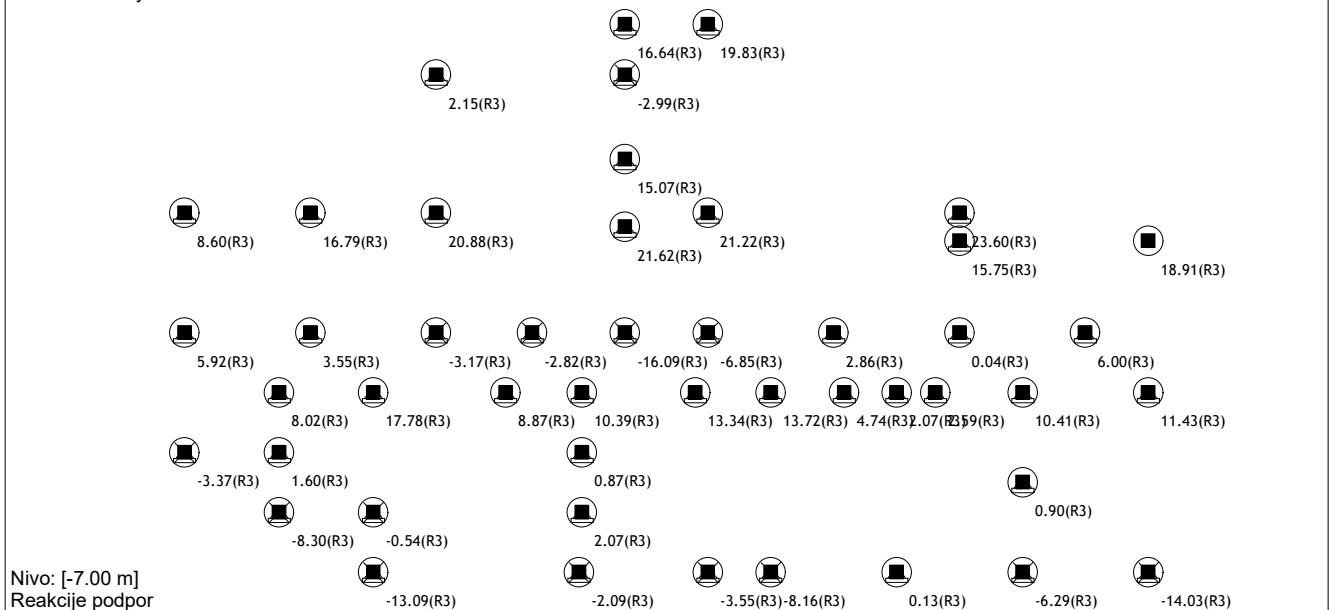 16.64(R3) 19.83(R3)
2.15(R3) -2.99(R3)
15.07(R3)
8.60(R3) 16.79(R3) 20.88(R3) 21.22(R3) 23.60(R3)
21.62(R3)
15.75(R3) 18.91(R3)
5.92(R3) 3.55(R3) -3.17(R3) -2.82(R3) -16.09(R3) -6.85(R3) 2.86(R3) 0.04(R3) 6.00(R3)
8.02(R3) 17.78(R3) 8.87(R3) 10.39(R3) 13.34(R3) 13.72(R3) 4.74(R3) 10.41(R3) 11.43(R3)
-3.37(R3) 1.60(R3) 0.87(R3)
0.90(R3)
-8.30(R3) -0.54(R3) 2.07(R3)
Nivo: [-7.00 m]
Reakcije podpor -13.09(R3) -2.09(R3) -3.55(R3) -8.16(R3) 0.13(R3) -6.29(R3) -14.03(R3)